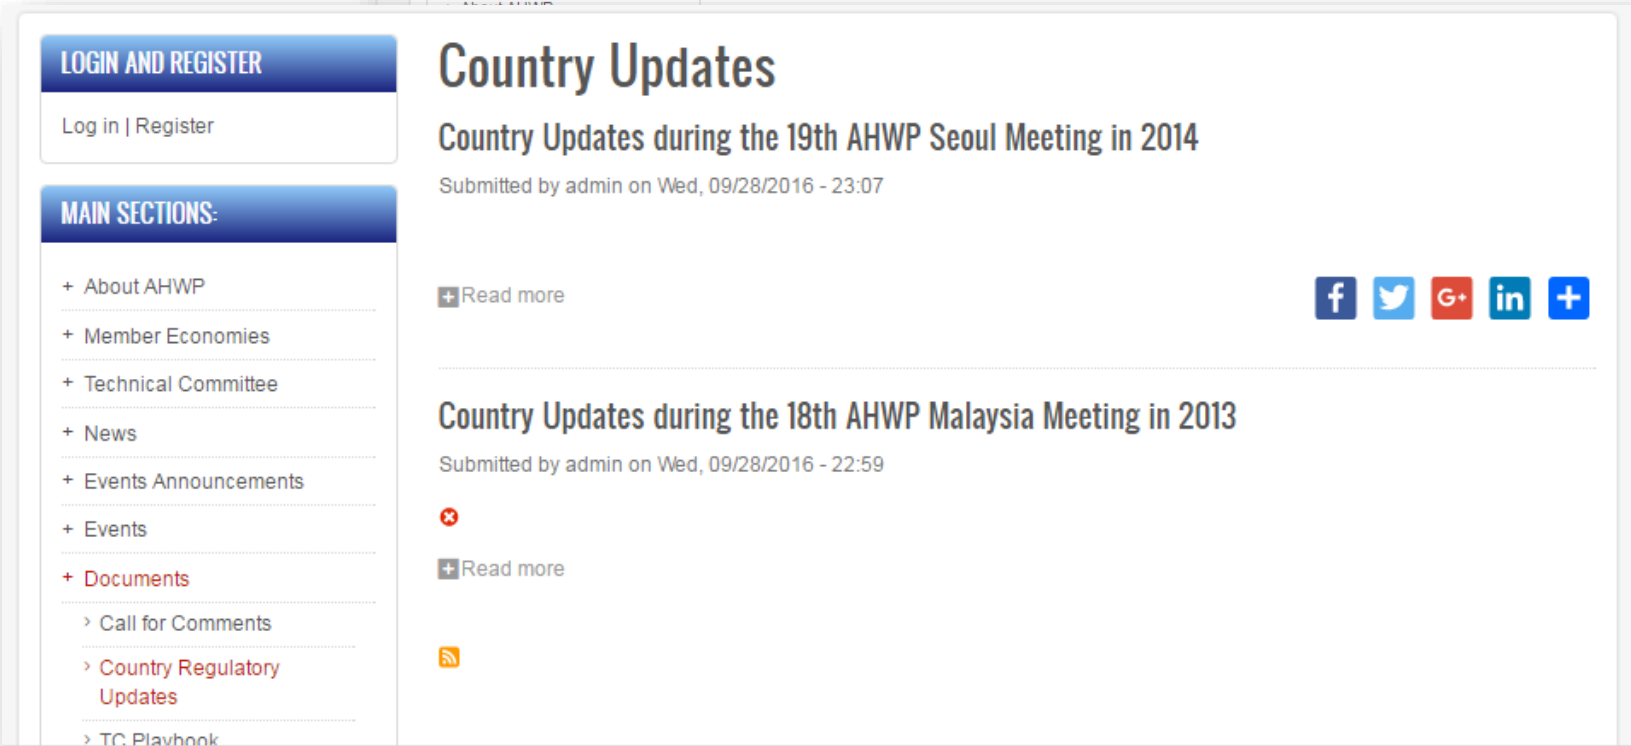 About AHWP
LOGIN AND REGISTER
Log in | Register
MAIN SECTIONS:
+ About AHWP
+ Member Economies
+ Technical Committee
+ News
+ Events Announcements
+ Events
+ Documents
› Call for Comments
› Country Regulatory
Updates
› TC Playbook
Country Updates
Country Updates during the 19th AHWP Seoul Meeting in 2014
Submitted by admin on Wed, 09/28/2016 - 23:07
Read more
f G+ in +
Country Updates during the 18th AHWP Malaysia Meeting in 2013
Submitted by admin on Wed, 09/28/2016 - 22:59
Read more